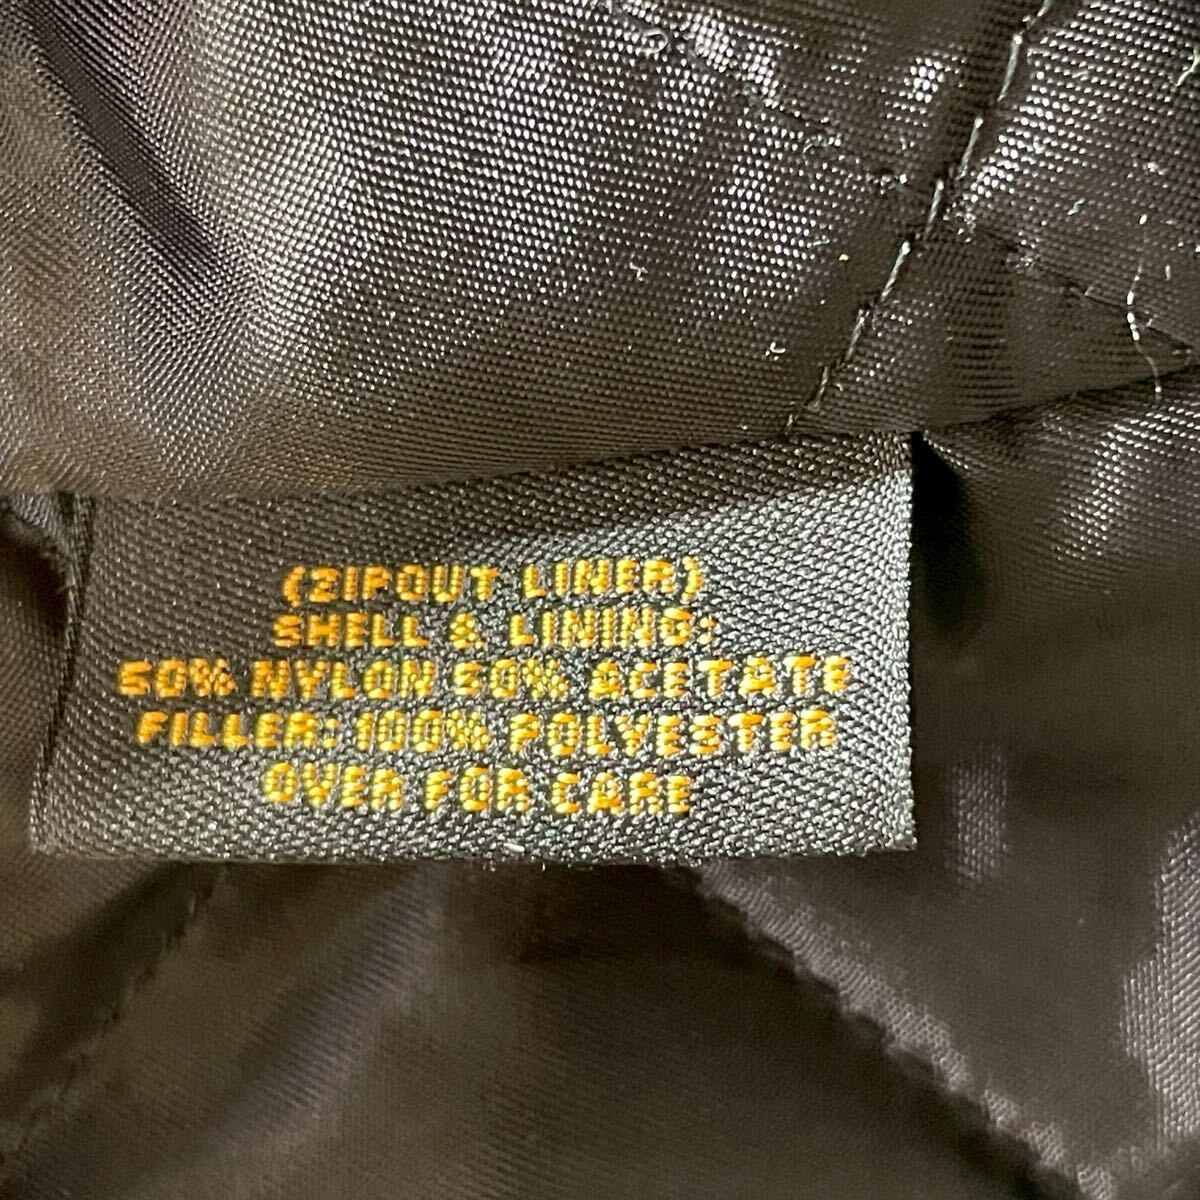 (ZIPOUT LINER)
SHELL & LINING:
50% NYLON 50% ACETATE
FILLER: 100% POLYESTER
OVER FOR CARE